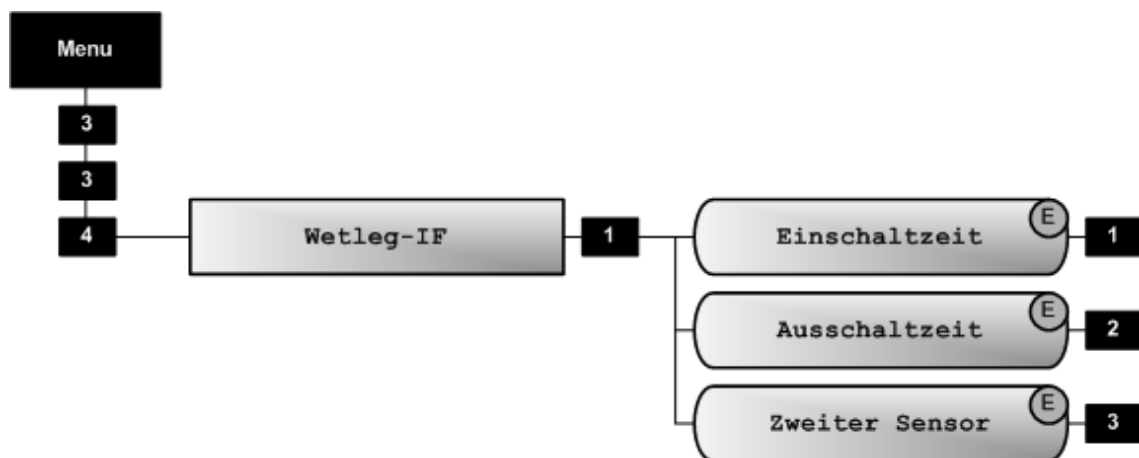 Menu
3
3
4
Wetleg-IF
1
Einschaltzeit
E
1
Ausschaltzeit
E
2
Zweiter Sensor
E
3